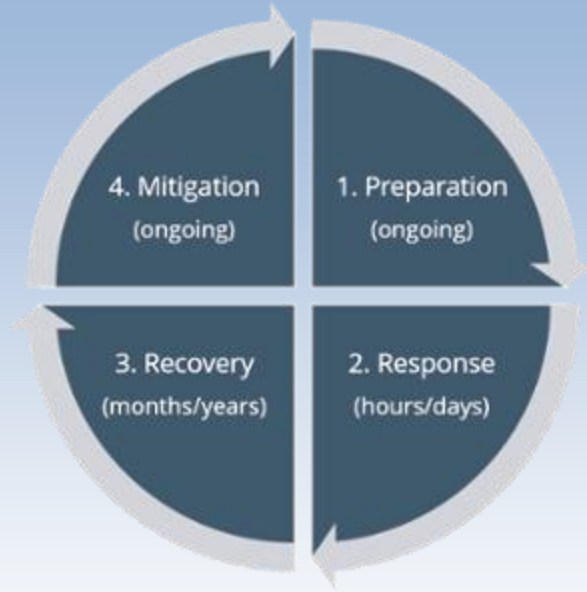 4. Mitigation
(ongoing)
1. Preparation
(ongoing)
3. Recovery
(months/years)
2. Response
(hours/days)